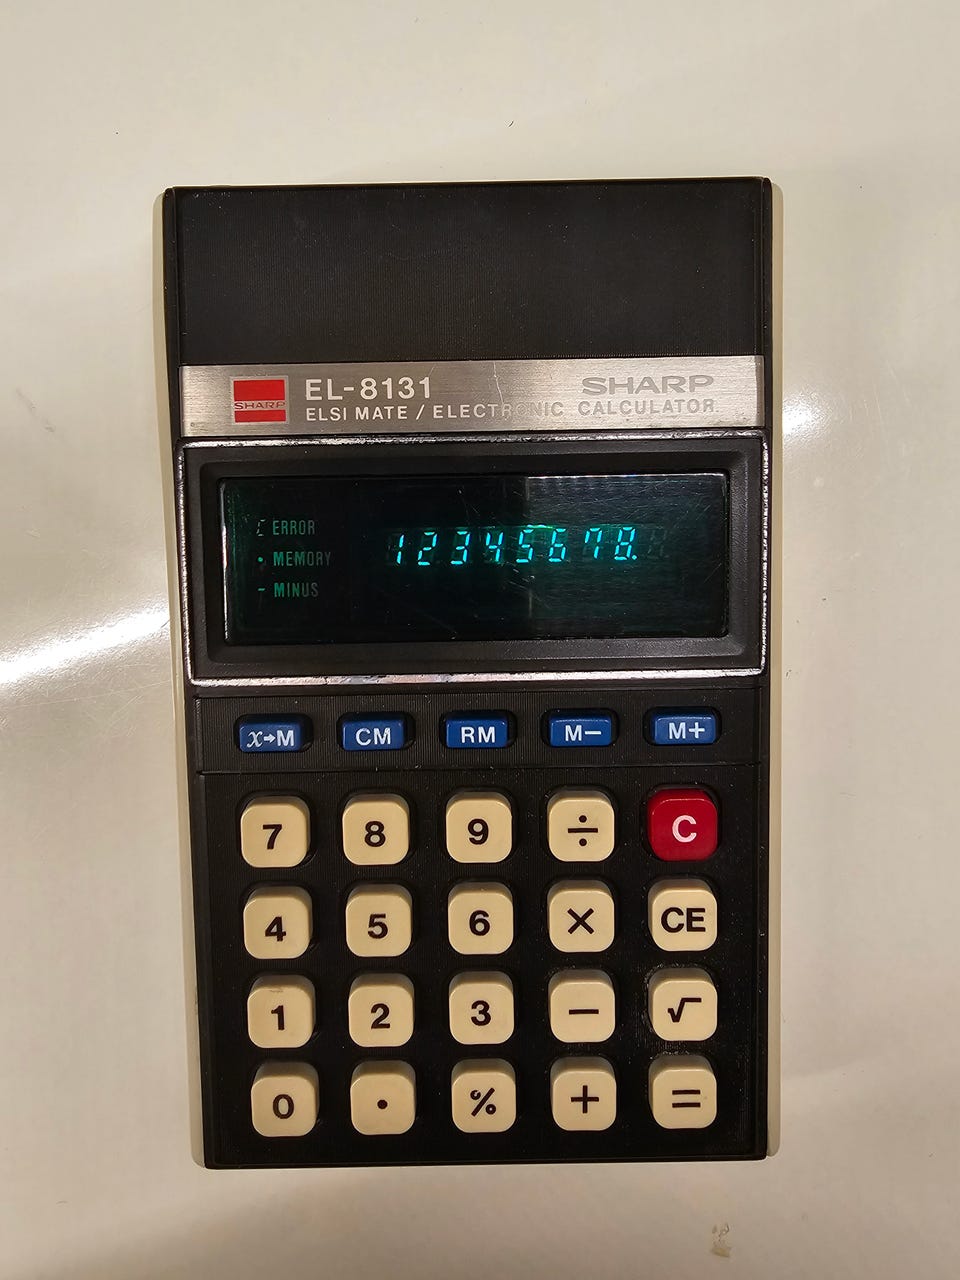 SHARP EL-8131 SHARP
ELSI MATE / ELECTRONIC CALCULATOR
[ ERROR
• MEMORY
- MINUS
12345678.
x→M CM RM M− M+
7 8 9 ÷ C
4 5 6 × CE
1 2 3 − √
0 • % + =